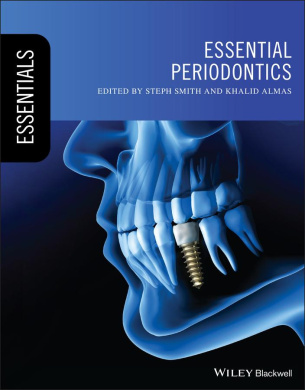 ESSENTIALS
ESSENTIAL
PERIODONTICS
EDITED BY STEPH SMITH AND KHALID ALMAS
WILEY Blackwell